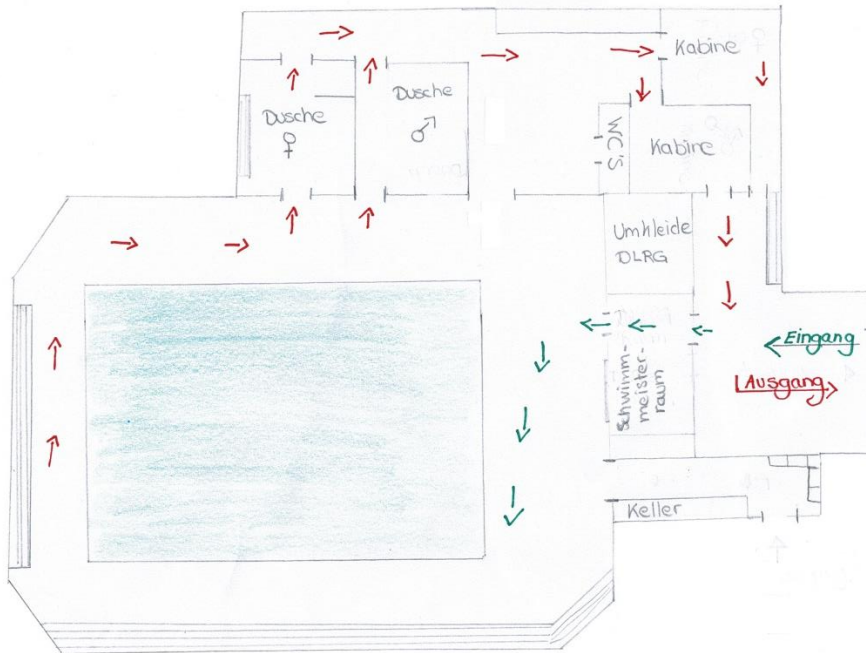 Kabine
Dusche
♀
Dusche
♂
WC'S
Kabine
Umkleide
DLRG
Eingang
Ausgang
Schwimm-
meister-
raum
Keller